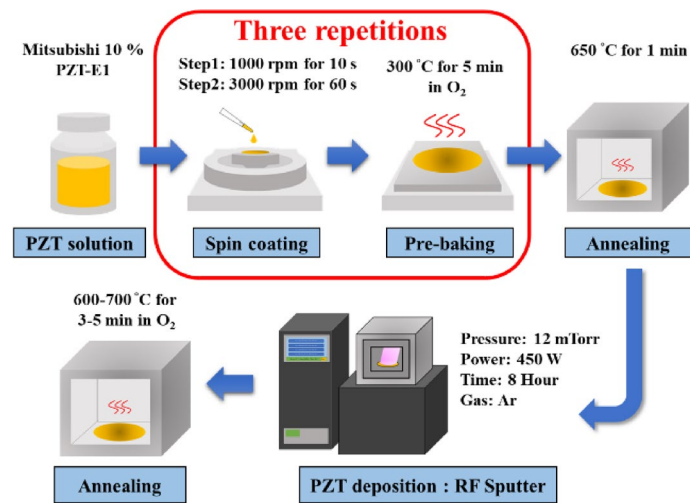 Three repetitions
Mitsubishi 10 %
PZT-E1
Step1: 1000 rpm for 10 s
Step2: 3000 rpm for 60 s
300 °C for 5 min
in O₂
650 °C for 1 min
PZT solution
Spin coating
Pre-baking
Annealing
600-700 °C for
3-5 min in O₂
Pressure: 12 mTorr
Power: 450 W
Time: 8 Hour
Gas: Ar
Annealing
PZT deposition : RF Sputter